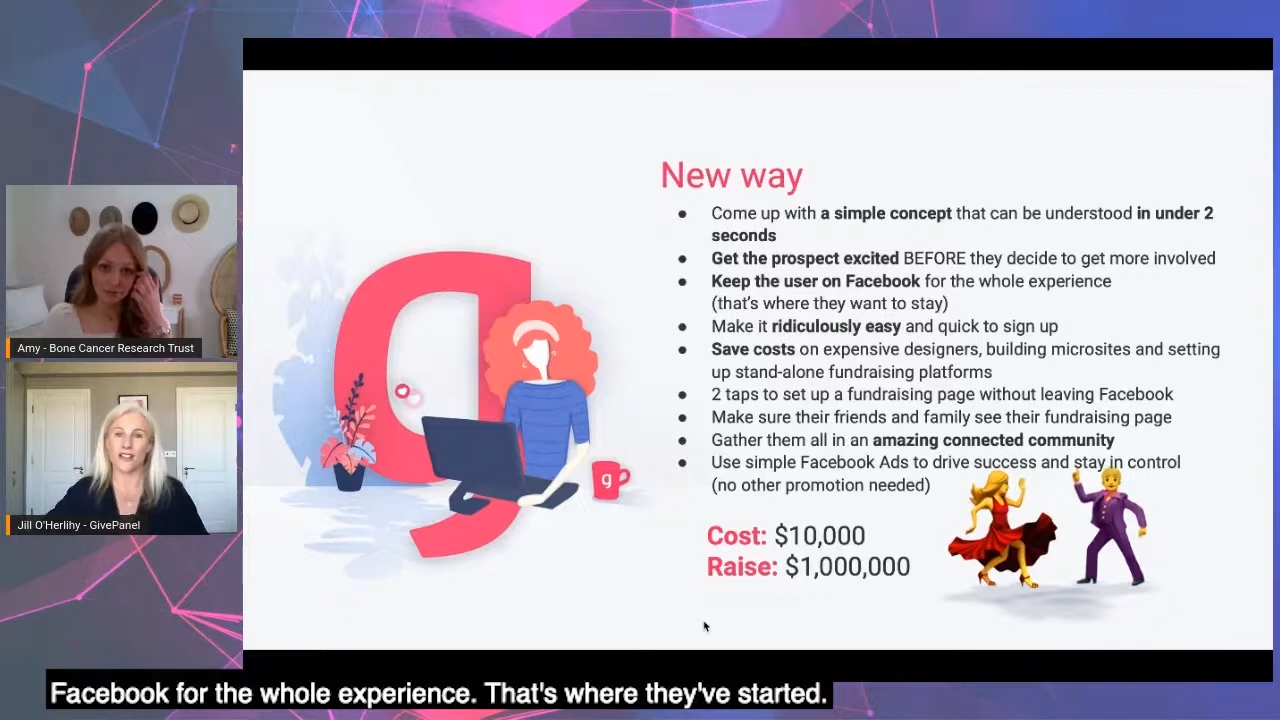 New way
● Come up with a simple concept that can be understood in under 2
seconds
● Get the prospect excited BEFORE they decide to get more involved
● Keep the user on Facebook for the whole experience
(that's where they want to stay)
● Make it ridiculously easy and quick to sign up
● Save costs on expensive designers, building microsites and setting
up stand-alone fundraising platforms
● 2 taps to set up a fundraising page without leaving Facebook
● Make sure their friends and family see their fundraising page
● Gather them all in an amazing connected community
● Use simple Facebook Ads to drive success and stay in control
(no other promotion needed)
Cost: $10,000
Raise: $1,000,000
g
g
Amy - Bone Cancer Research Trust
Jill O'Herlihy - GivePanel
Facebook for the whole experience. That's where they've started.